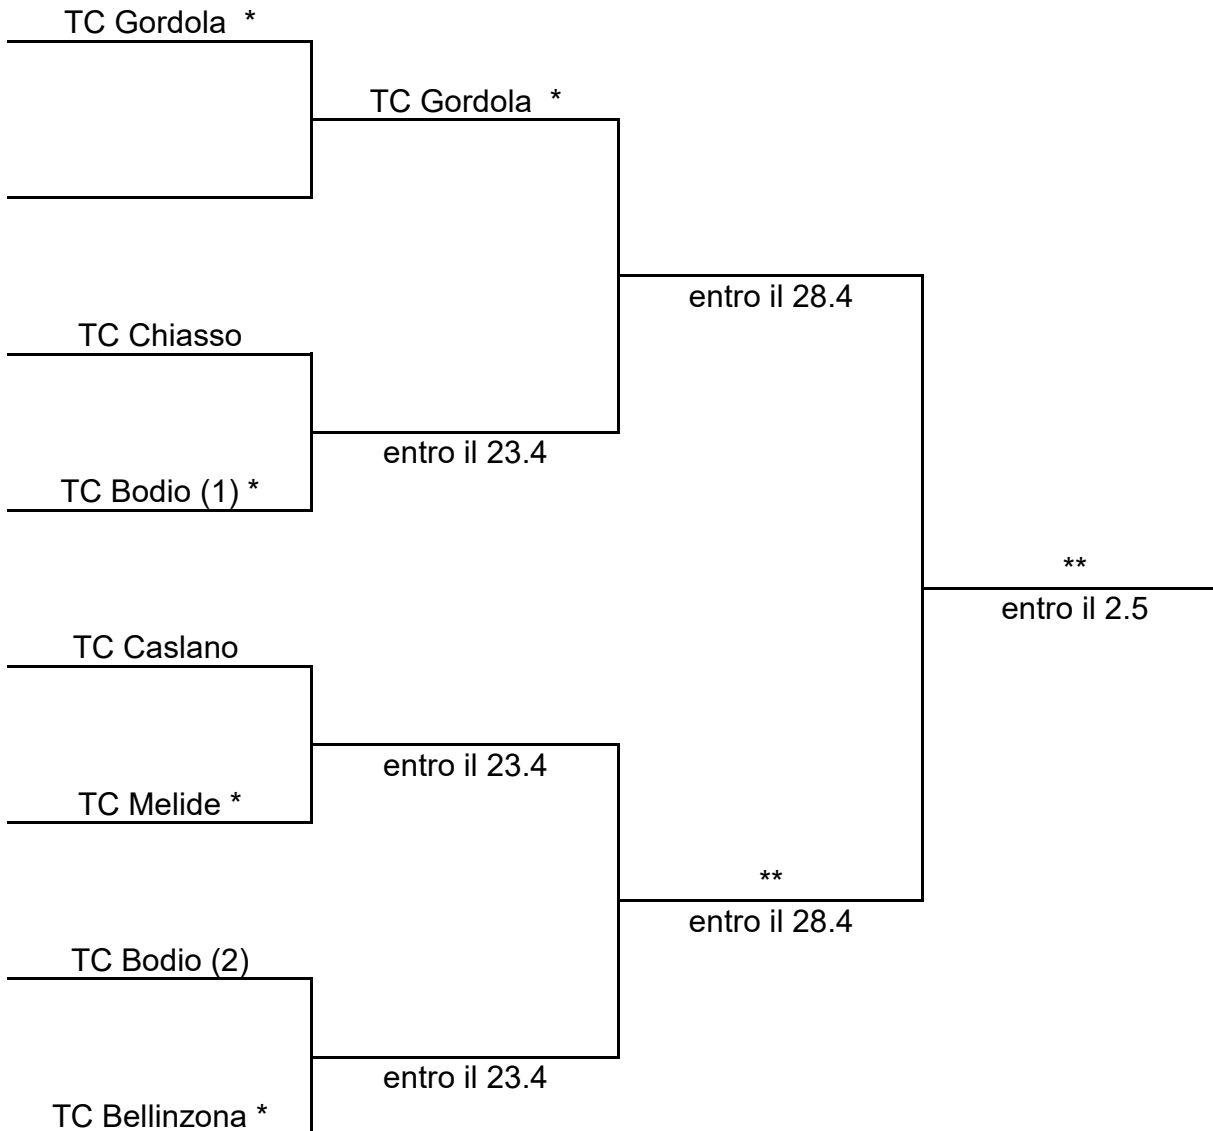 TC Gordola *
TC Gordola *
entro il 28.4
TC Chiasso
entro il 23.4
TC Bodio (1) *
**
entro il 2.5
TC Caslano
entro il 23.4
TC Melide *
**
entro il 28.4
TC Bodio (2)
entro il 23.4
TC Bellinzona *